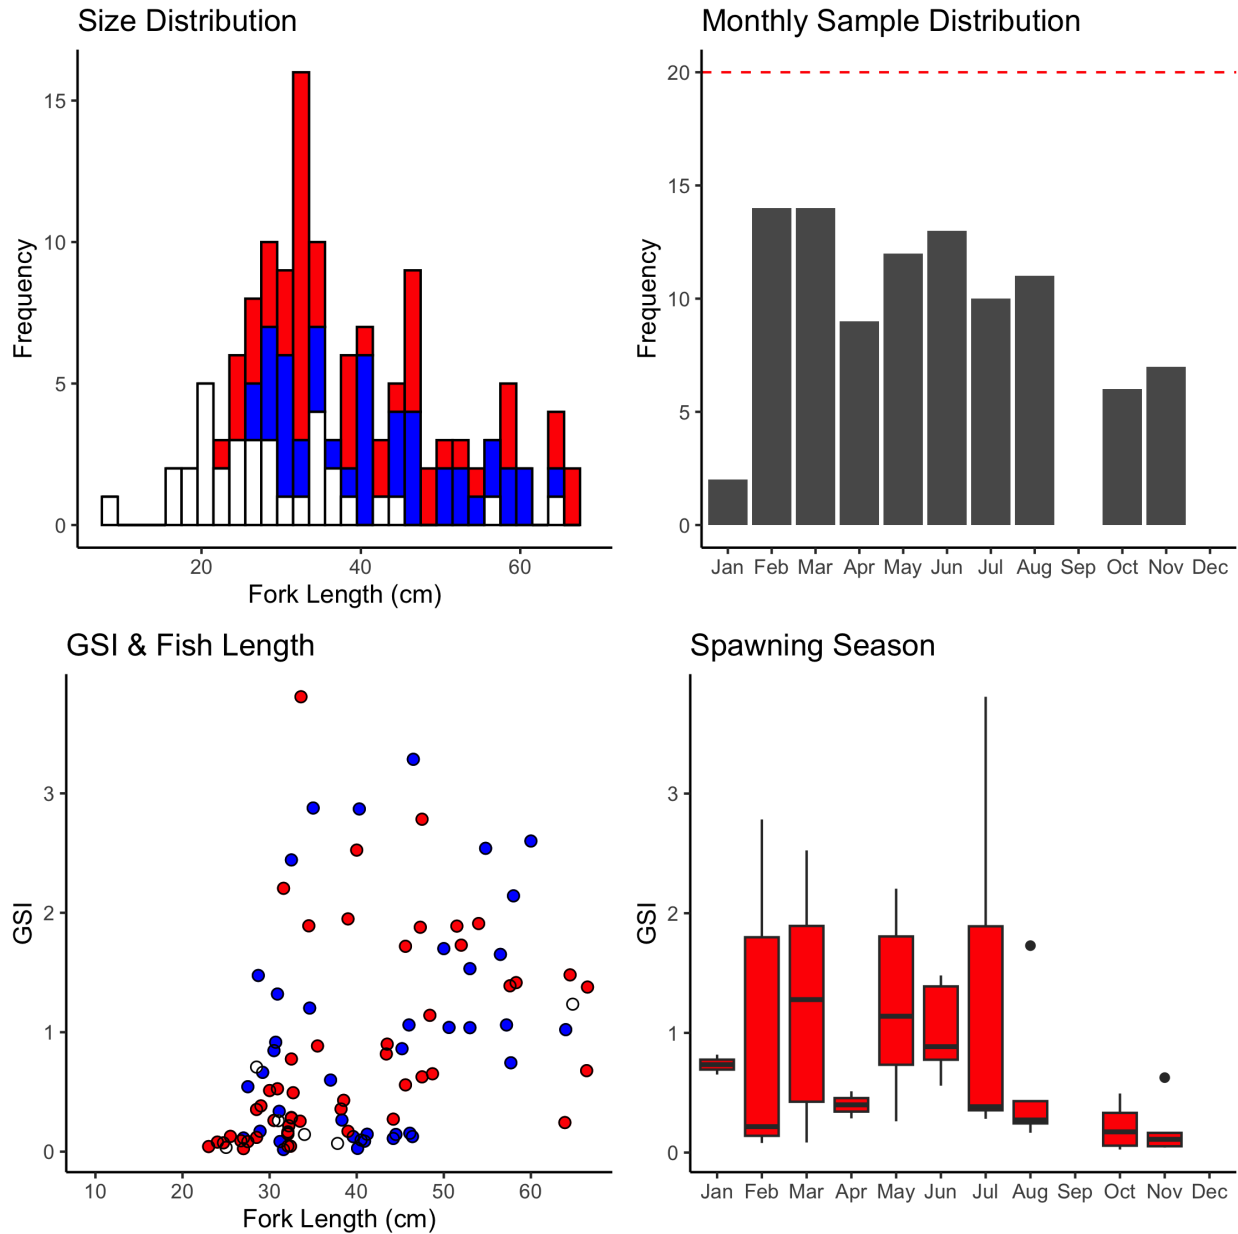 Size Distribution
Frequency
15
10
5
0
20 40 60
Fork Length (cm)
Monthly Sample Distribution
Frequency
20
15
10
5
0
Jan Feb Mar Apr May Jun Jul Aug Sep Oct Nov Dec
GSI & Fish Length
GSI
3
2
1
0
10 20 30 40 50 60
Fork Length (cm)
Spawning Season
GSI
3
2
1
0
Jan Feb Mar Apr May Jun Jul Aug Sep Oct Nov Dec